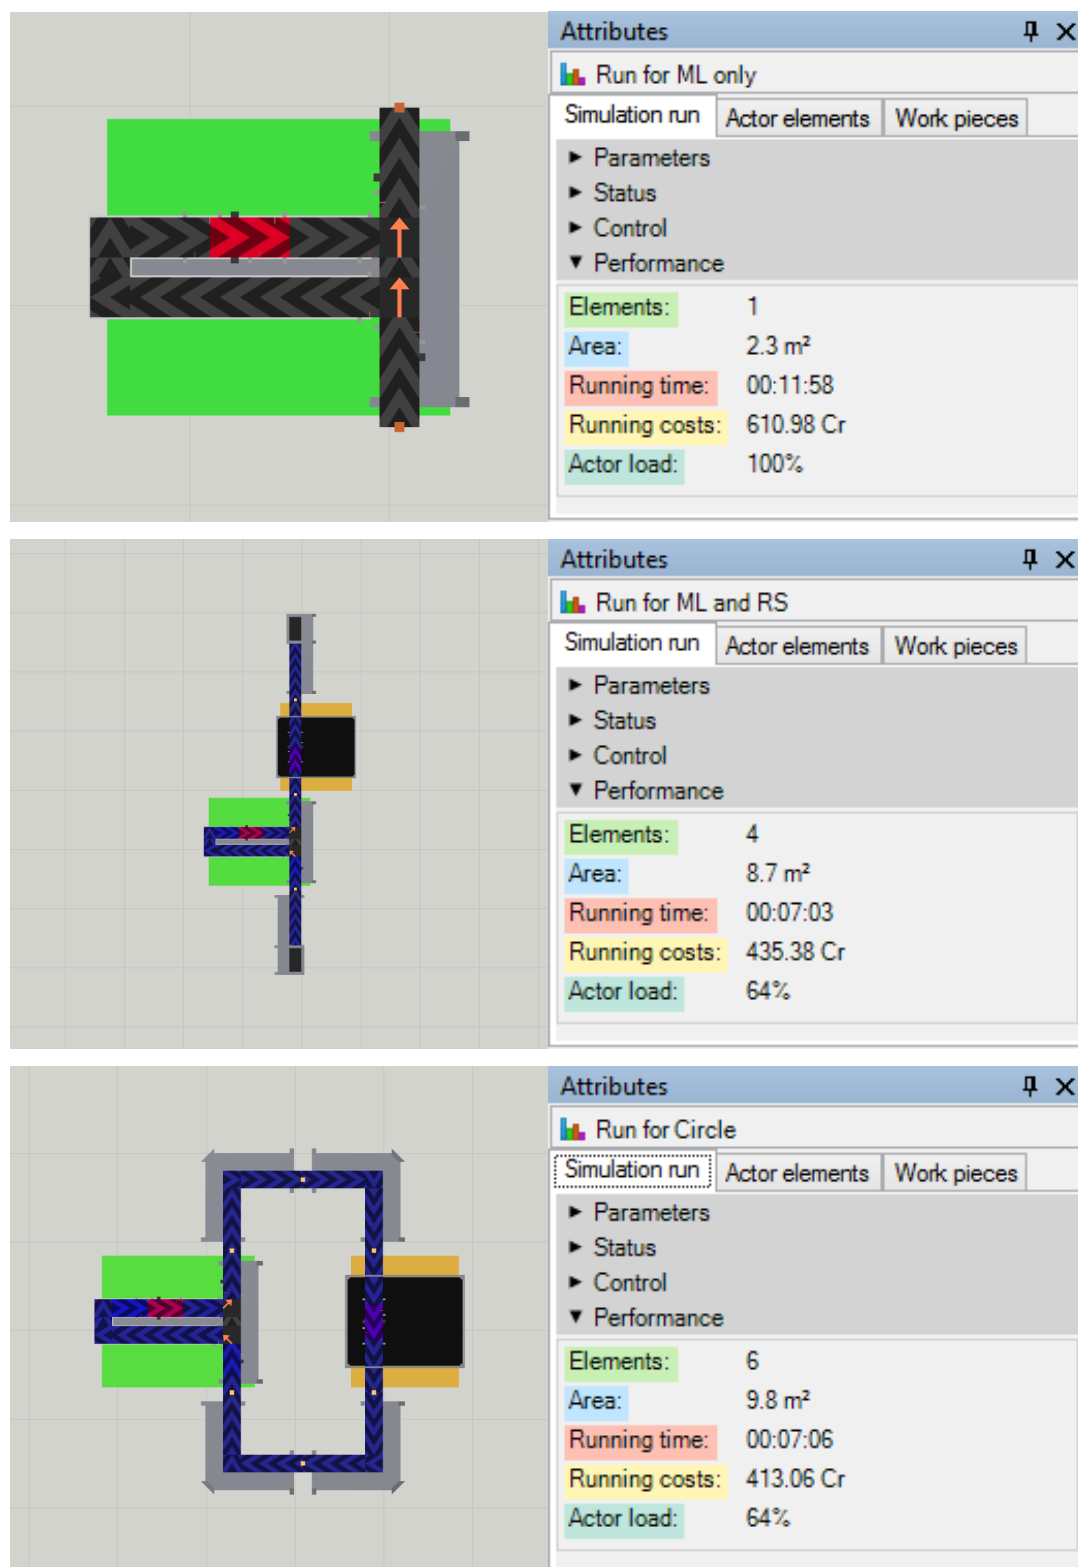 Attributes
Run for ML only
Simulation run Actor elements Work pieces
Parameters
Status
Control
Performance
Elements: 1
Area: 2.3 m²
Running time: 00:11:58
Running costs: 610.98 Cr
Actor load: 100%
Attributes
Run for ML and RS
Simulation run Actor elements Work pieces
Parameters
Status
Control
Performance
Elements: 4
Area: 8.7 m²
Running time: 00:07:03
Running costs: 435.38 Cr
Actor load: 64%
Attributes
Run for Circle
Simulation run Actor elements Work pieces
Parameters
Status
Control
Performance
Elements: 6
Area: 9.8 m²
Running time: 00:07:06
Running costs: 413.06 Cr
Actor load: 64%